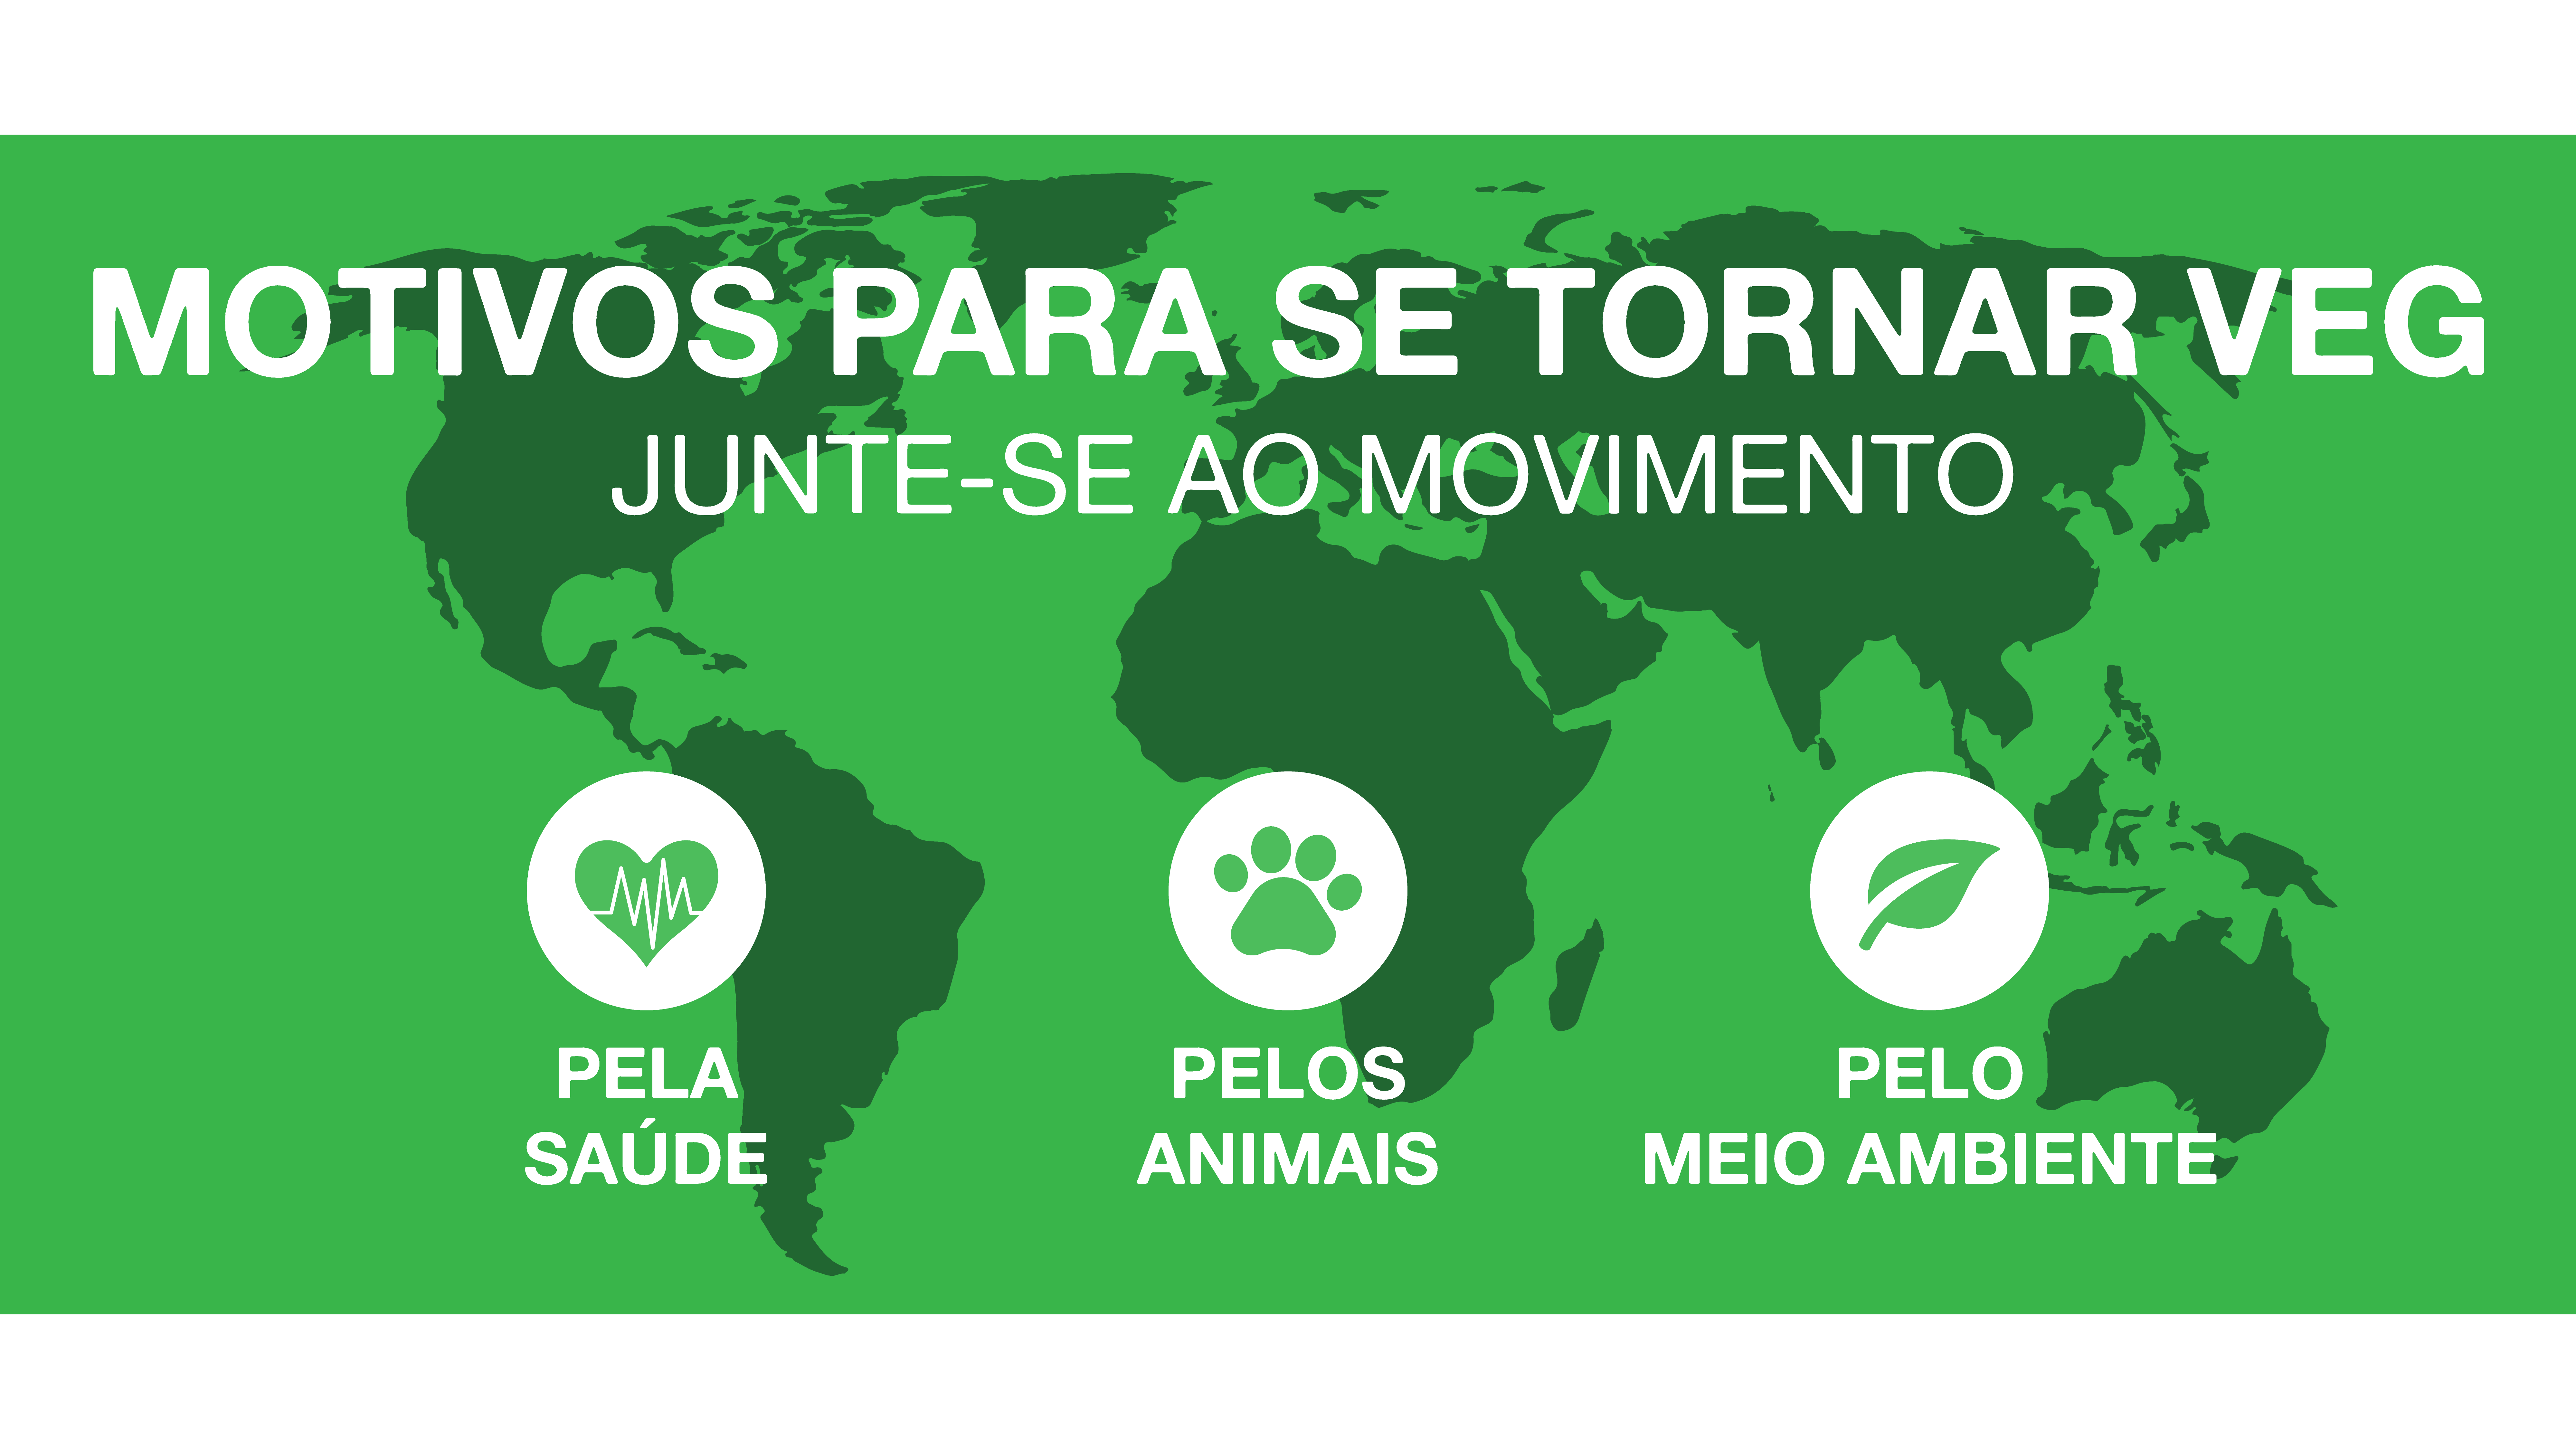 MOTIVOS PARA SE TORNAR VEG
JUNTE-SE AO MOVIMENTO
PELA
SAÚDE
PELOS
ANIMAIS
PELO
MEIO AMBIENTE